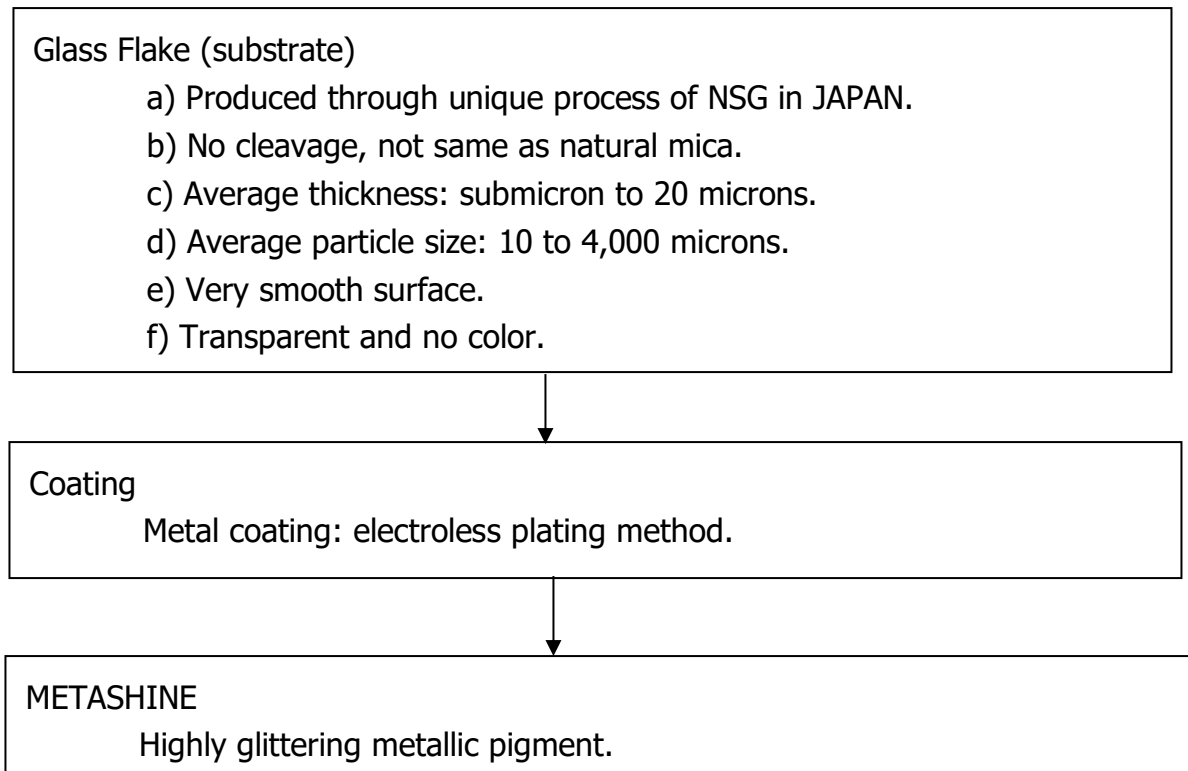 Glass Flake (substrate)
a) Produced through unique process of NSG in JAPAN.
b) No cleavage, not same as natural mica.
c) Average thickness: submicron to 20 microns.
d) Average particle size: 10 to 4,000 microns.
e) Very smooth surface.
f) Transparent and no color.
Coating
Metal coating: electroless plating method.
METASHINE
Highly glittering metallic pigment.